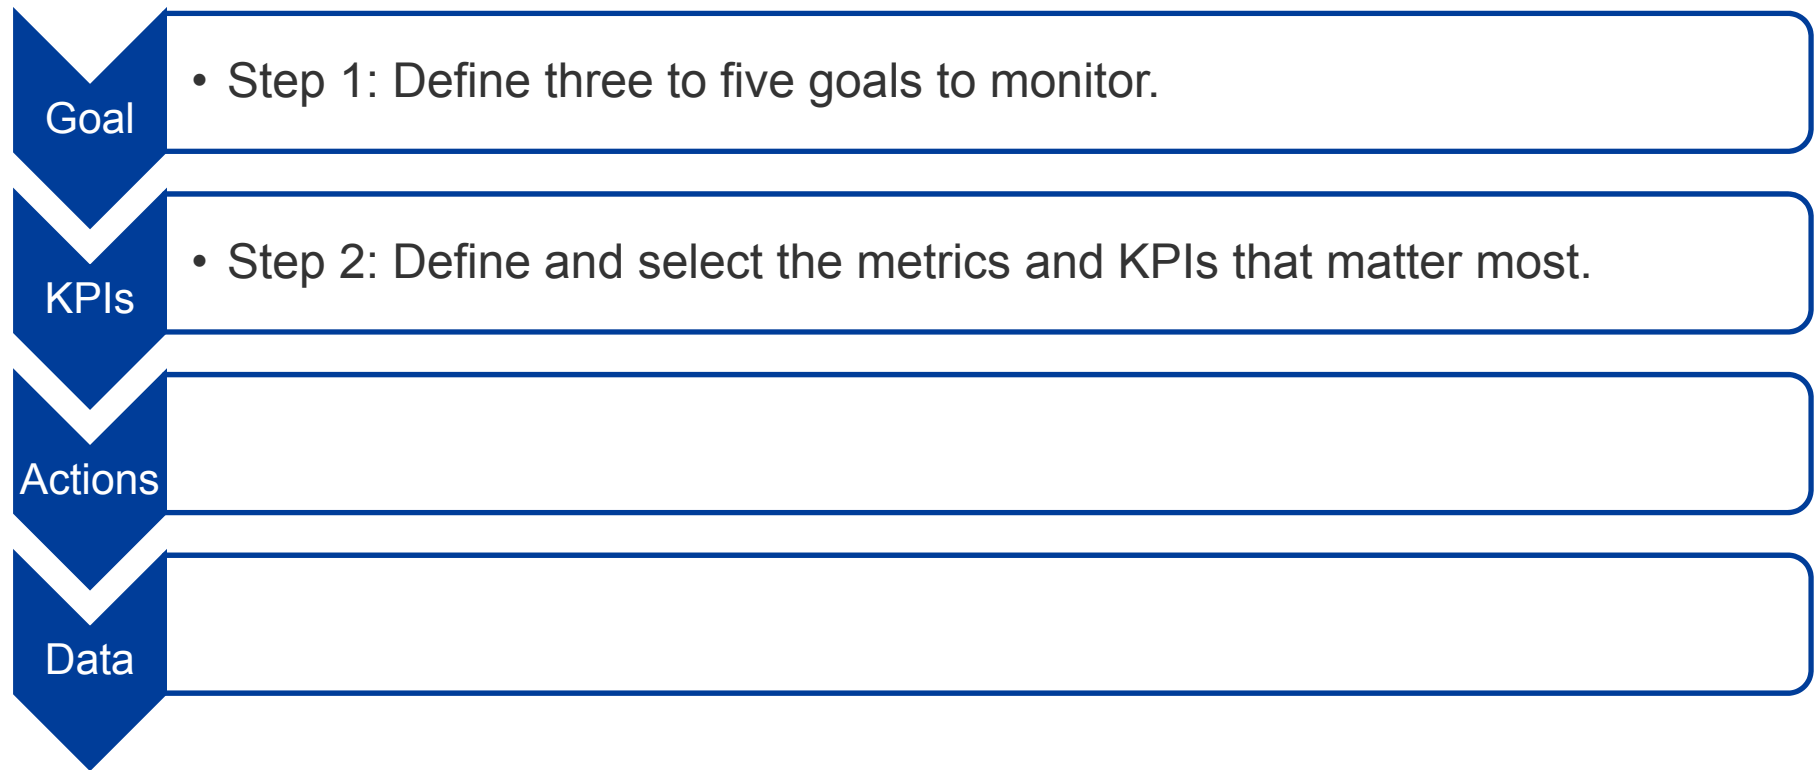 Goal
• Step 1: Define three to five goals to monitor.
KPIs
• Step 2: Define and select the metrics and KPIs that matter most.
Actions
Data